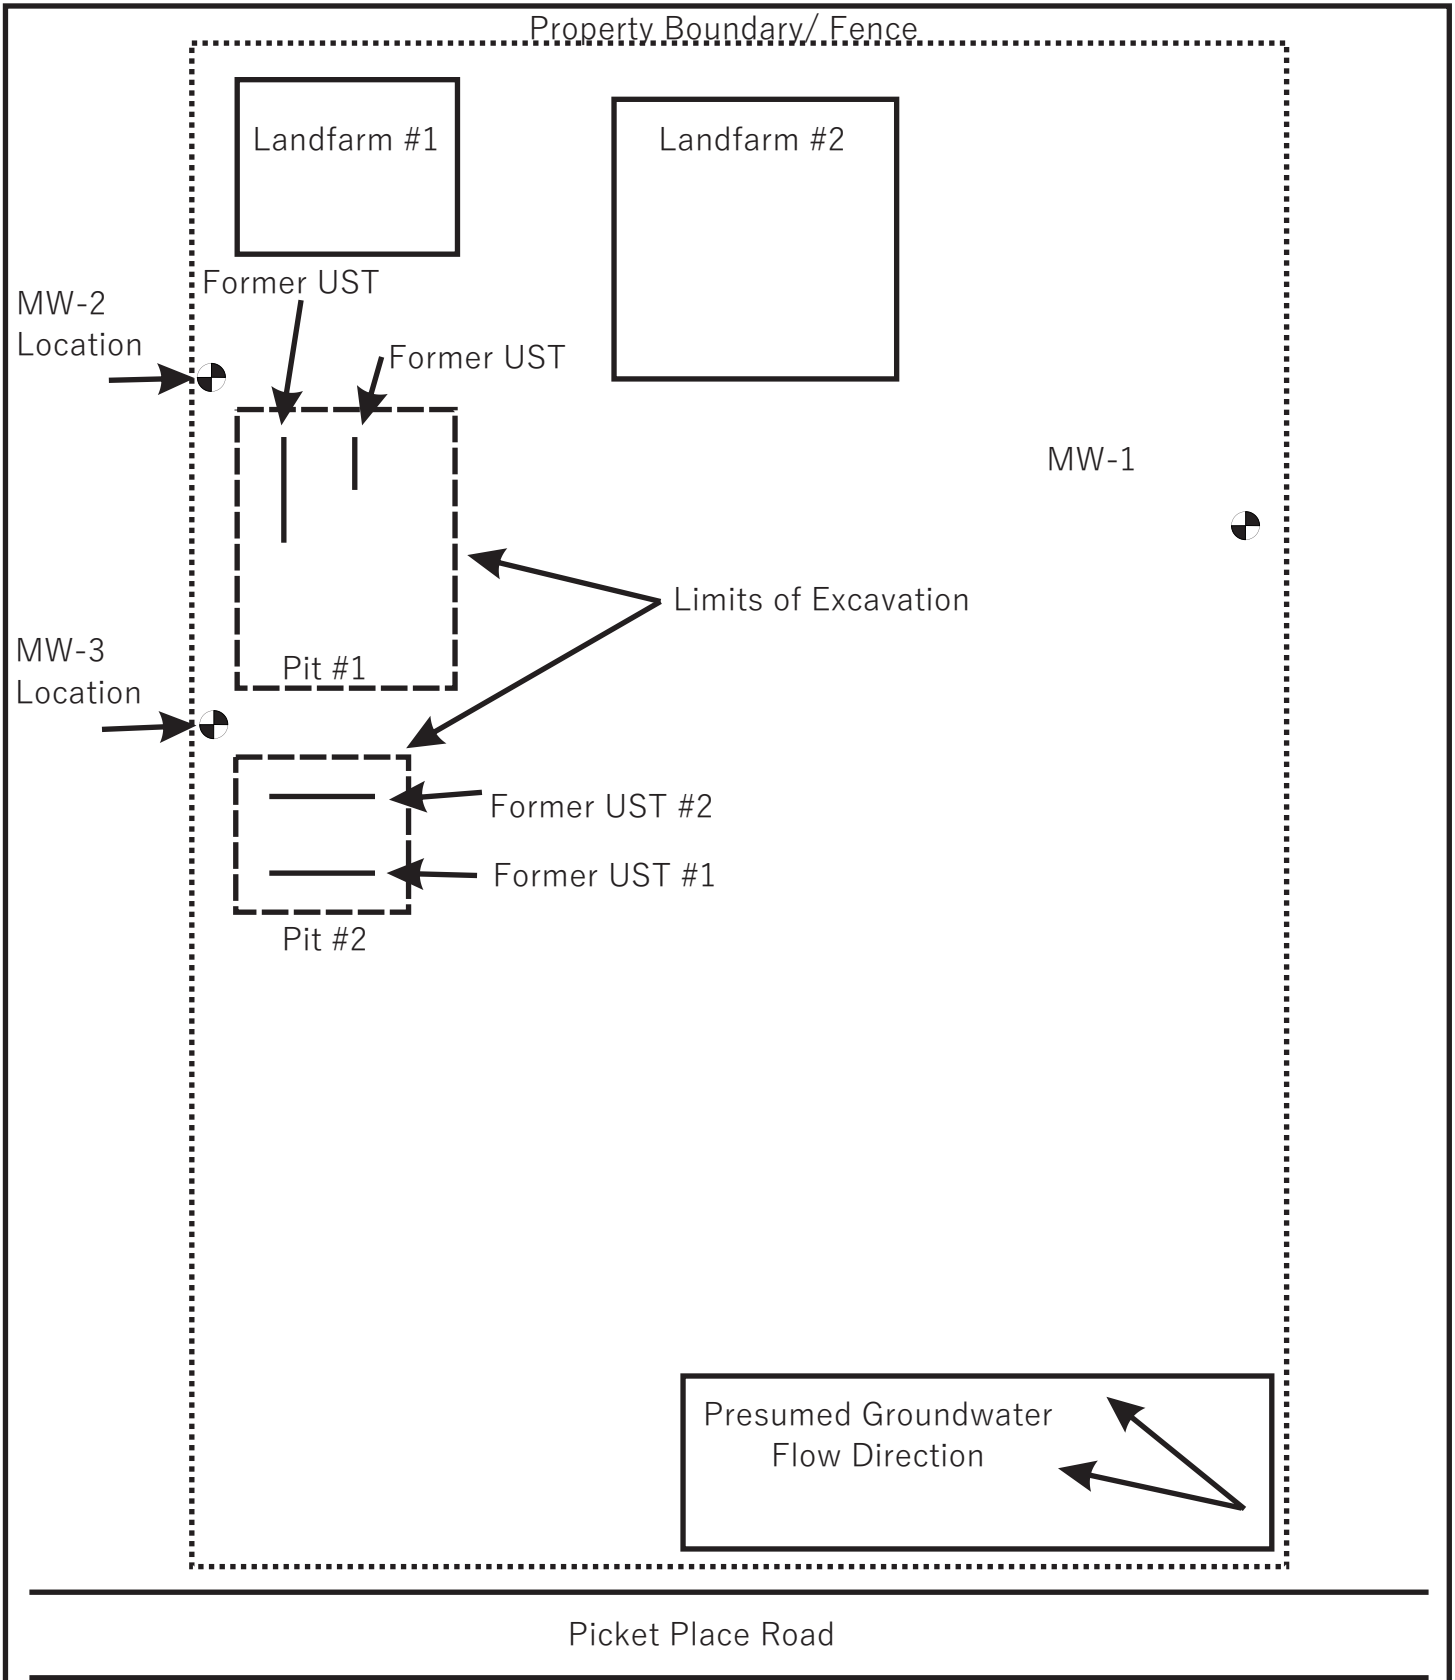 Property Boundary/ Fence
Landfarm #1
Landfarm #2
Former UST
MW-2
Location
Former UST
MW-1
Limits of Excavation
MW-3
Location
Pit #1
Former UST #2
Former UST #1
Pit #2
Presumed Groundwater
Flow Direction
Picket Place Road